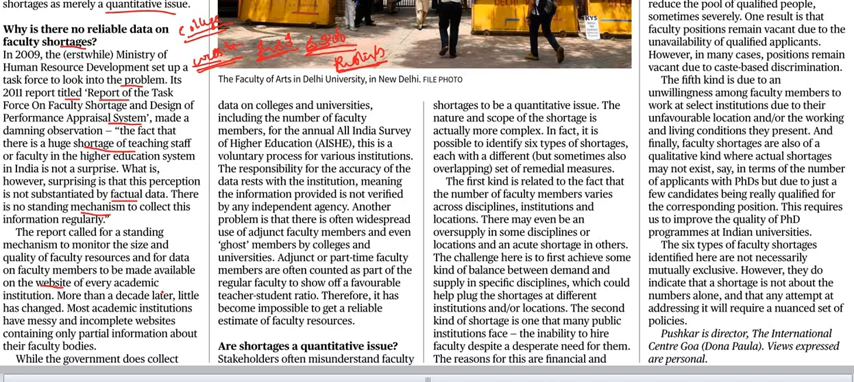 shortages as merely a quantitative issue.
Why is there no reliable data on
faculty shortages?
In 2009, the (erstwhile) Ministry of
Human Resource Development set up a
task force to look into the problem. Its
2011 report titled ‘Report of the Task
Force On Faculty Shortage and Design of
Performance Appraisal System’, made a
damning observation — “the fact that
there is a huge shortage of teaching staff
or faculty in the higher education system
in India is not a surprise. What is,
however, surprising is that this perception
is not substantiated by factual data. There
is no standing mechanism to collect this
information regularly.”
The report called for a standing
mechanism to monitor the size and
quality of faculty resources and for data
on faculty members to be made available
on the website of every academic
institution. More than a decade later, little
has changed. Most academic institutions
have messy and incomplete websites
containing only partial information about
their faculty bodies.
While the government does collect
College
KYS
The Faculty of Arts in Delhi University, in New Delhi. FILE PHOTO
data on colleges and universities,
including the number of faculty
members, for the annual All India Survey
of Higher Education (AISHE), this is a
voluntary process for various institutions.
The responsibility for the accuracy of the
data rests with the institution, meaning
the information provided is not verified
by any independent agency. Another
problem is that there is often widespread
use of adjunct faculty members and even
‘ghost’ members by colleges and
universities. Adjunct or part-time faculty
members are often counted as part of the
regular faculty to show off a favourable
teacher-student ratio. Therefore, it has
become impossible to get a reliable
estimate of faculty resources.
Are shortages a quantitative issue?
Stakeholders often misunderstand faculty
shortages to be a quantitative issue. The
nature and scope of the shortage is
actually more complex. In fact, it is
possible to identify six types of shortages,
each with a different (but sometimes also
overlapping) set of remedial measures.
The first kind is related to the fact that
the number of faculty members varies
across disciplines, institutions and
locations. There may even be an
oversupply in some disciplines or
locations and an acute shortage in others.
The challenge here is to first achieve some
kind of balance between demand and
supply in specific disciplines, which could
help plug the shortages at different
institutions and/or locations. The second
kind of shortage is one that many public
institutions face — the inability to hire
faculty despite a desperate need for them.
The reasons for this are financial and
reduce the pool of qualified people,
sometimes severely. One result is that
faculty positions remain vacant due to the
unavailability of qualified applicants.
However, in many cases, positions remain
vacant due to case-based discrimination.
The fifth kind is due to an
unwillingness among faculty members to
work at select institutions due to their
unfavourable location and/or the working
and living conditions they present. And
finally, faculty shortages are also of a
qualitative kind where actual shortages
may not exist, say, in terms of the number
of applicants with PhDs but due to just a
few candidates being really qualified for
the corresponding position. This requires
us to improve the quality of PhD
programmes at Indian universities.
The six types of faculty shortages
identified here are not necessarily
mutually exclusive. However, they do
indicate that a shortage is not about the
numbers alone, and that any attempt at
addressing it will require a nuanced set of
policies.
Pushkar is director, The International
Centre Goa (Dona Paula). Views expressed
are personal.